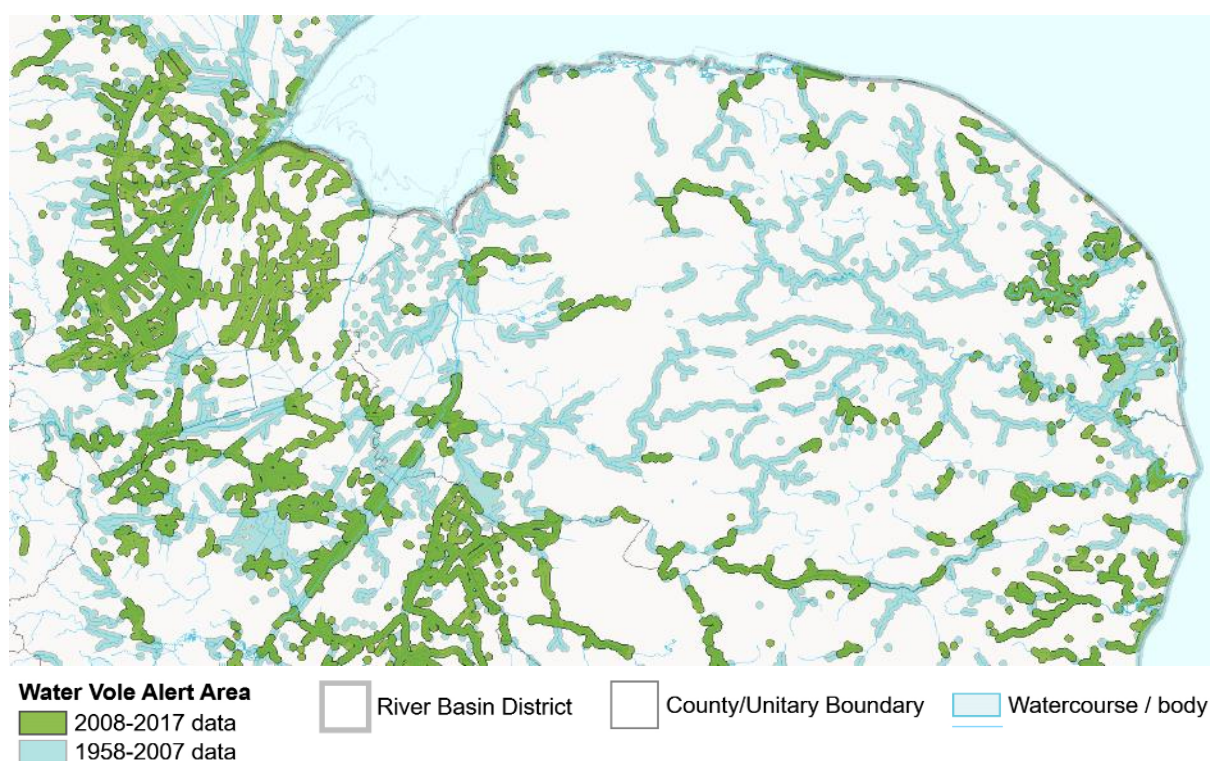 Water Vole Alert Area
2008-2017 data
1958-2007 data
River Basin District
County/Unitary Boundary
Watercourse / body